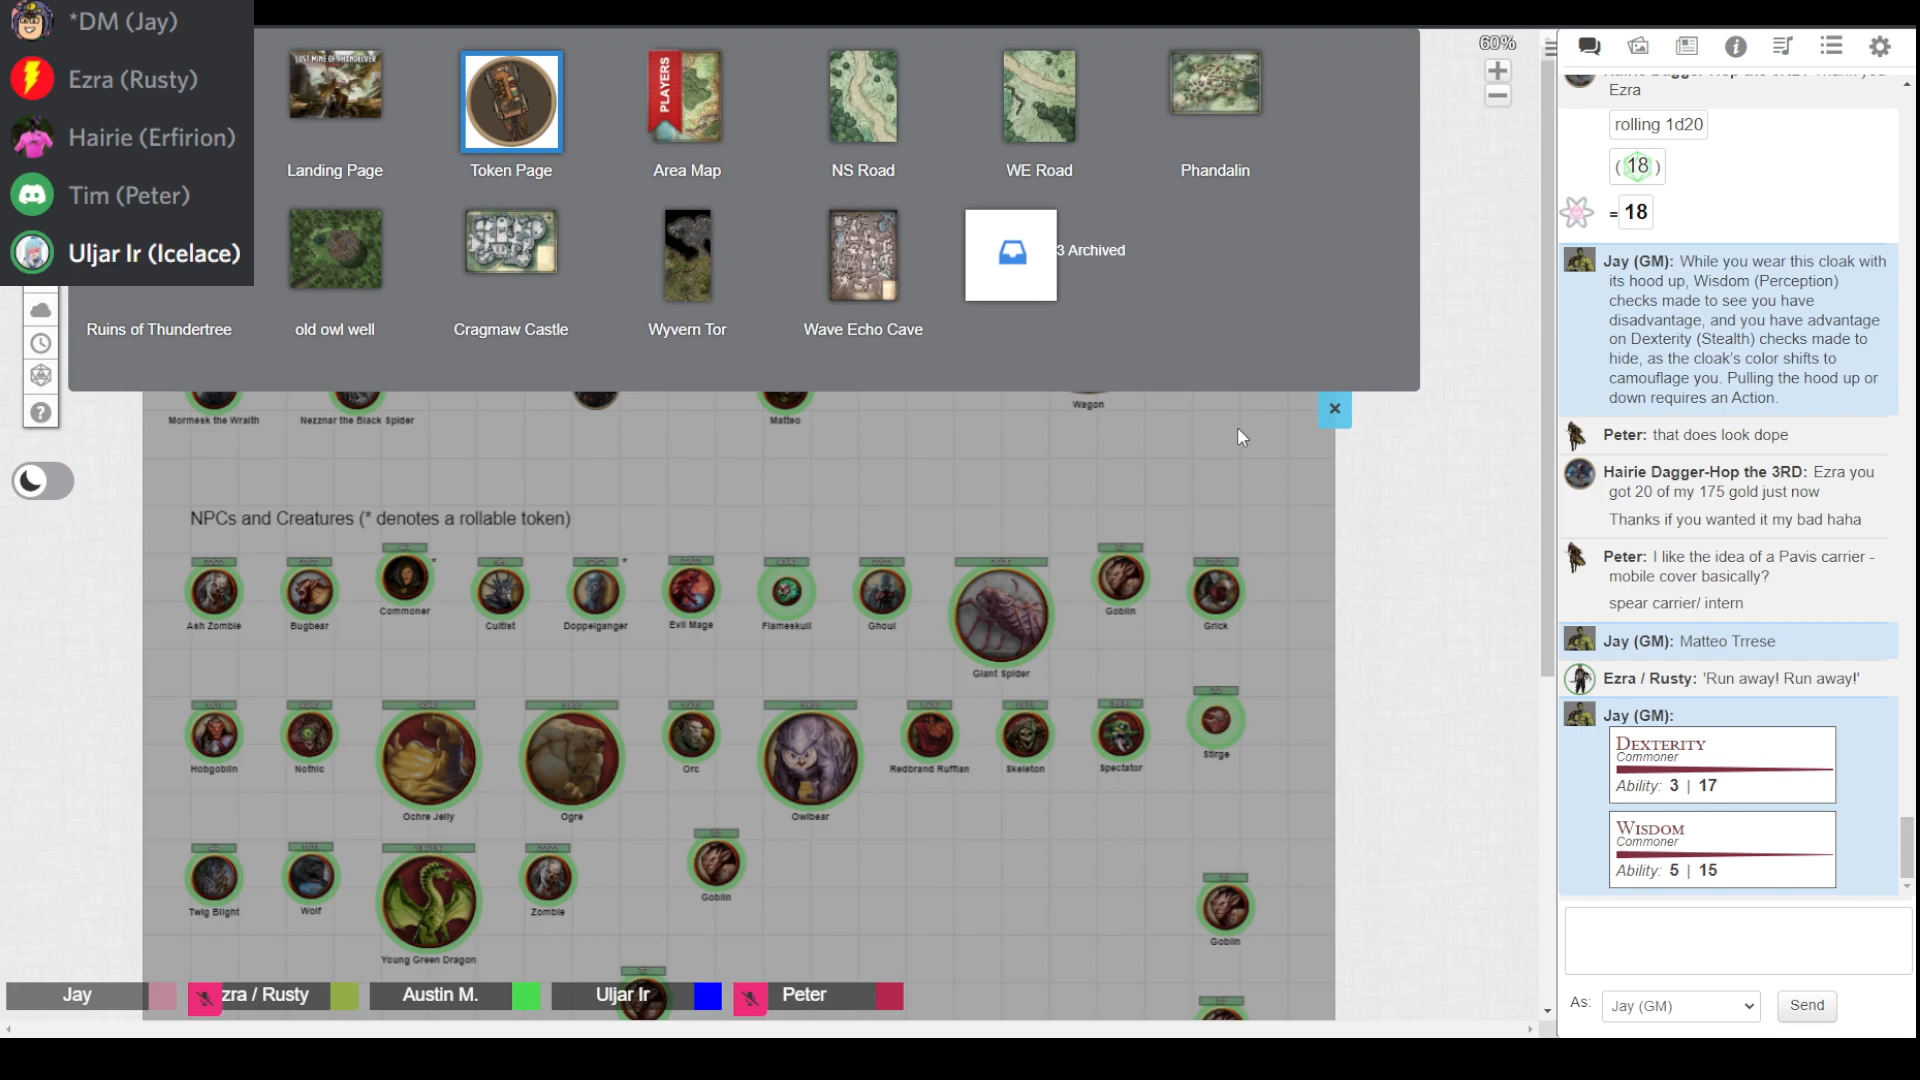 *DM (Jay)
Ezra (Rusty)
Hairie (Erfirion)
Tim (Peter)
Uljar Ir (Icelace)
LOST MINE OF PHANDELVER
PLAYERS
Landing Page
Token Page
Area Map
NS Road
WE Road
Phandalin
3 Archived
Ruins of Thundertree
old owl well
Cragmaw Castle
Wyvern Tor
Wave Echo Cave
60%
Mormesk the Wraith
Nezznar the Black Spider
Matteo
Wagon
NPCs and Creatures (* denotes a rollable token)
Ash Zombie
Bugbear
Commoner
*
Cultist
Doppelganger
*
Evil Mage
Flameskull
Ghoul
Giant Spider
Goblin
Grick
Hobgoblin
Nothic
Ochre Jelly
Ogre
Orc
Owlbear
Redbrand Ruffian
Skeleton
Spectator
Stirge
Twig Blight
Wolf
Young Green Dragon
Zombie
Goblin
Goblin
Jay
zra / Rusty
Austin M.
Uljar Ir
Peter
Ezra
rolling 1d20
(18)
=18
Jay (GM): While you wear this cloak with
its hood up, Wisdom (Perception)
checks made to see you have
disadvantage, and you have advantage
on Dexterity (Stealth) checks made to
hide, as the cloak's color shifts to
camouflage you. Pulling the hood up or
down requires an Action.
Peter: that does look dope
Hairie Dagger-Hop the 3RD: Ezra you
got 20 of my 175 gold just now
Thanks if you wanted it my bad haha
Peter: I like the idea of a Pavis carrier -
mobile cover basically?
spear carrier/ intern
Jay (GM): Matteo Trrese
Ezra / Rusty: 'Run away! Run away!'
Jay (GM):
DEXTERITY
Commoner
Ability: 3 | 17
WISDOM
Commoner
Ability: 5 | 15
As:
Jay (GM)
Send